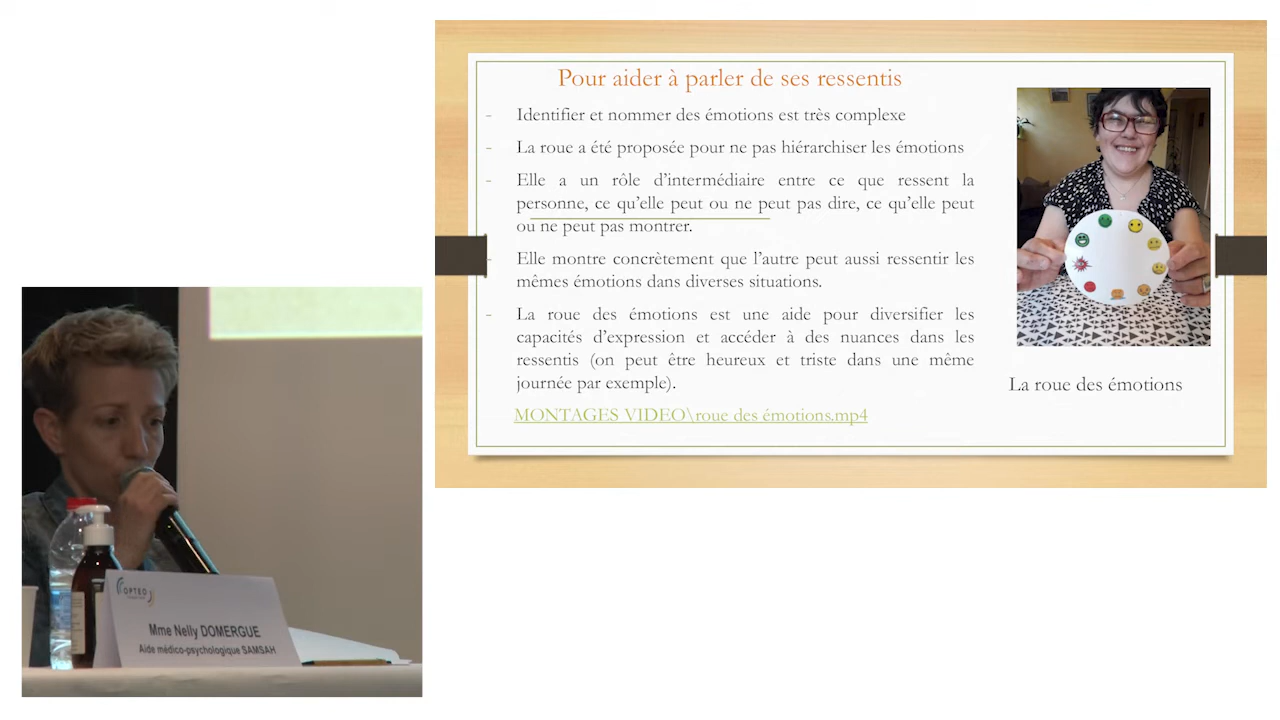 Pour aider à parler de ses ressentis
- Identifier et nommer des émotions est très complexe
- La roue a été proposée pour ne pas hiérarchiser les émotions
- Elle a un rôle d’intermédiaire entre ce que ressent la
personne, ce qu’elle peut ou ne peut pas dire, ce qu’elle peut
ou ne peut pas montrer.
- Elle montre concrètement que l’autre peut aussi ressentir les
mêmes émotions dans diverses situations.
- La roue des émotions est une aide pour diversifier les
capacités d’expression et accéder à des nuances dans les
ressentis (on peut être heureux et triste dans une même
journée par exemple).
MONTAGES VIDEO\roue des émotions.mp4
La roue des émotions
OPTEO
Mme Nelly DOMERGUE
Aide médico-psychologique SAMSAH